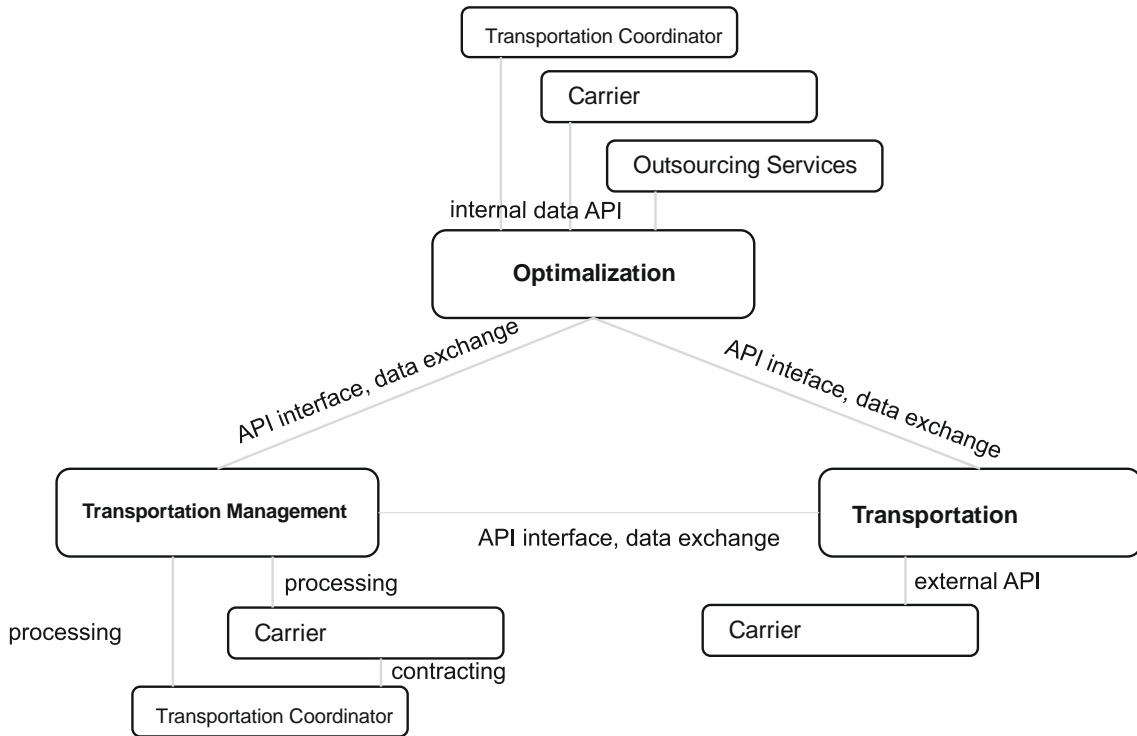 Transportation Coordinator
Carrier
Outsourcing Services
internal data API
Optimalization
API interface, data exchange
API inteface, data exchange
Transportation Management
Transportation
API interface, data exchange
processing
external API
processing
Carrier
Carrier
contracting
Transportation Coordinator